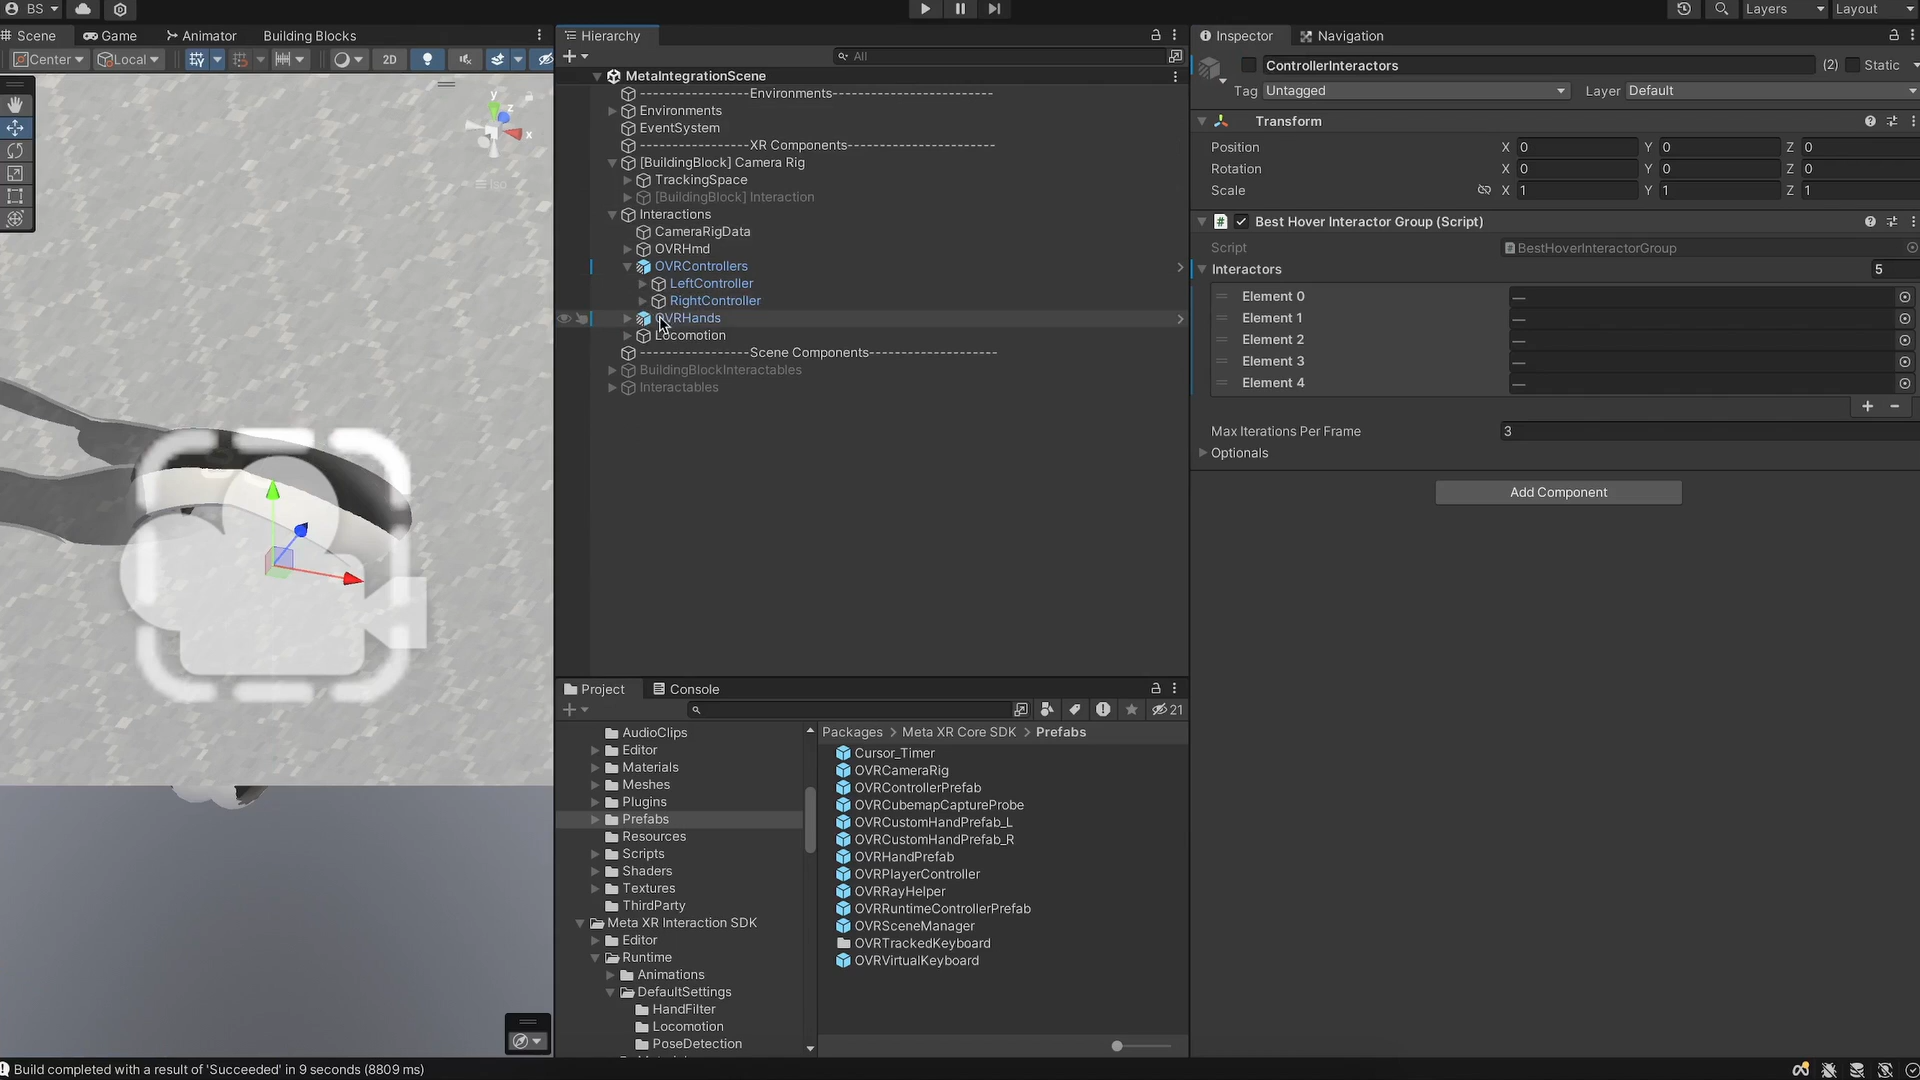 BS
Layers
Layout
Scene
Game
Animator
Building Blocks
Center
Local
2D
y
z
x
Iso
Hierarchy
All
MetaIntegrationScene
----------------Environments-------------------------
Environments
EventSystem
----------------XR Components----------------------
[BuildingBlock] Camera Rig
TrackingSpace
[BuildingBlock] Interaction
Interactions
CameraRigData
OVRHmd
OVRControllers
LeftController
RightController
OVRHands
Locomotion
----------------Scene Components-------------------
BuildingBlockInteractables
Interactables
Project
Console
21
AudioClips
Editor
Materials
Meshes
Plugins
Prefabs
Resources
Scripts
Shaders
Textures
ThirdParty
Meta XR Interaction SDK
Editor
Runtime
Animations
DefaultSettings
HandFilter
Locomotion
PoseDetection
Packages > Meta XR Core SDK > Prefabs
Cursor_Timer
OVRCameraRig
OVRControllerPrefab
OVRCubemapCaptureProbe
OVRCustomHandPrefab_L
OVRCustomHandPrefab_R
OVRHandPrefab
OVRPlayerController
OVRRayHelper
OVRRuntimeControllerPrefab
OVRSceneManager
OVRTrackedKeyboard
OVRVirtualKeyboard
Inspector
Navigation
ControllerInteractors (2) Static
Tag Untagged Layer Default
Transform
Position X 0 Y 0 Z 0
Rotation X 0 Y 0 Z 0
Scale X 1 Y 1 Z 1
# Best Hover Interactor Group (Script)
Script BestHoverInteractorGroup
Interactors 5
Element 0 —
Element 1 —
Element 2 —
Element 3 —
Element 4 —
+ −
Max Iterations Per Frame 3
Optionals
Add Component
Build completed with a result of 'Succeeded' in 9 seconds (8809 ms)